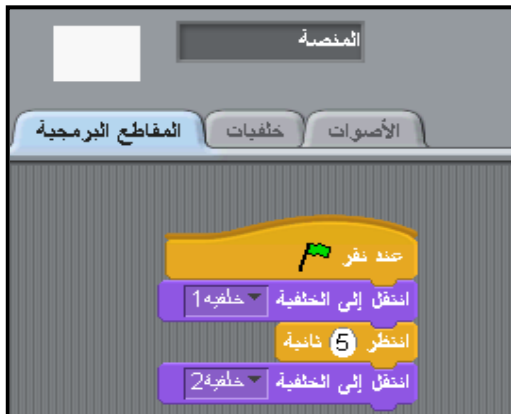 المنصة
الأصوات خلفيات المقاطع البرمجية
عند نقر
انتقل إلى الخلفية خلفية1
انتظر 5 ثانية
انتقل إلى الخلفية خلفية2